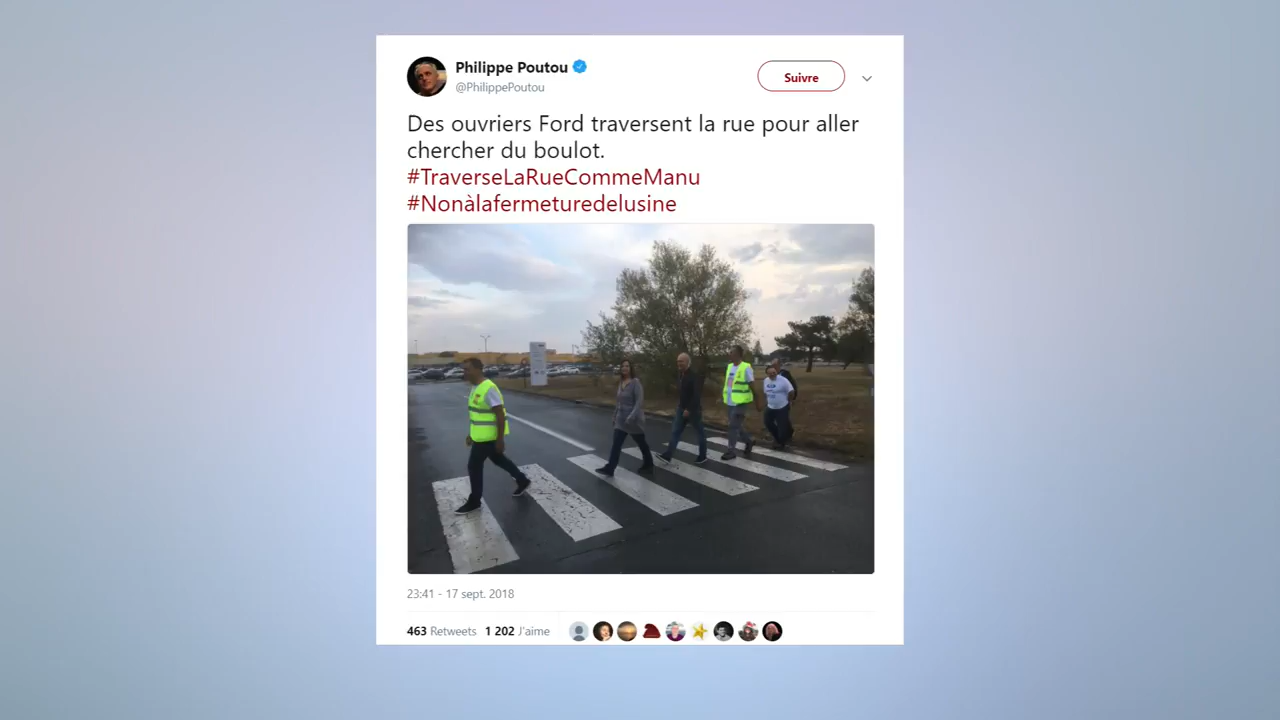 Philippe Poutou
@PhilippePoutou
Suivre
Des ouvriers Ford traversent la rue pour aller
chercher du boulot.
#TraverseLaRueCommeManu
#Nonàlafermeturedelusine
23:41 - 17 sept. 2018
463 Retweets 1 202 J'aime